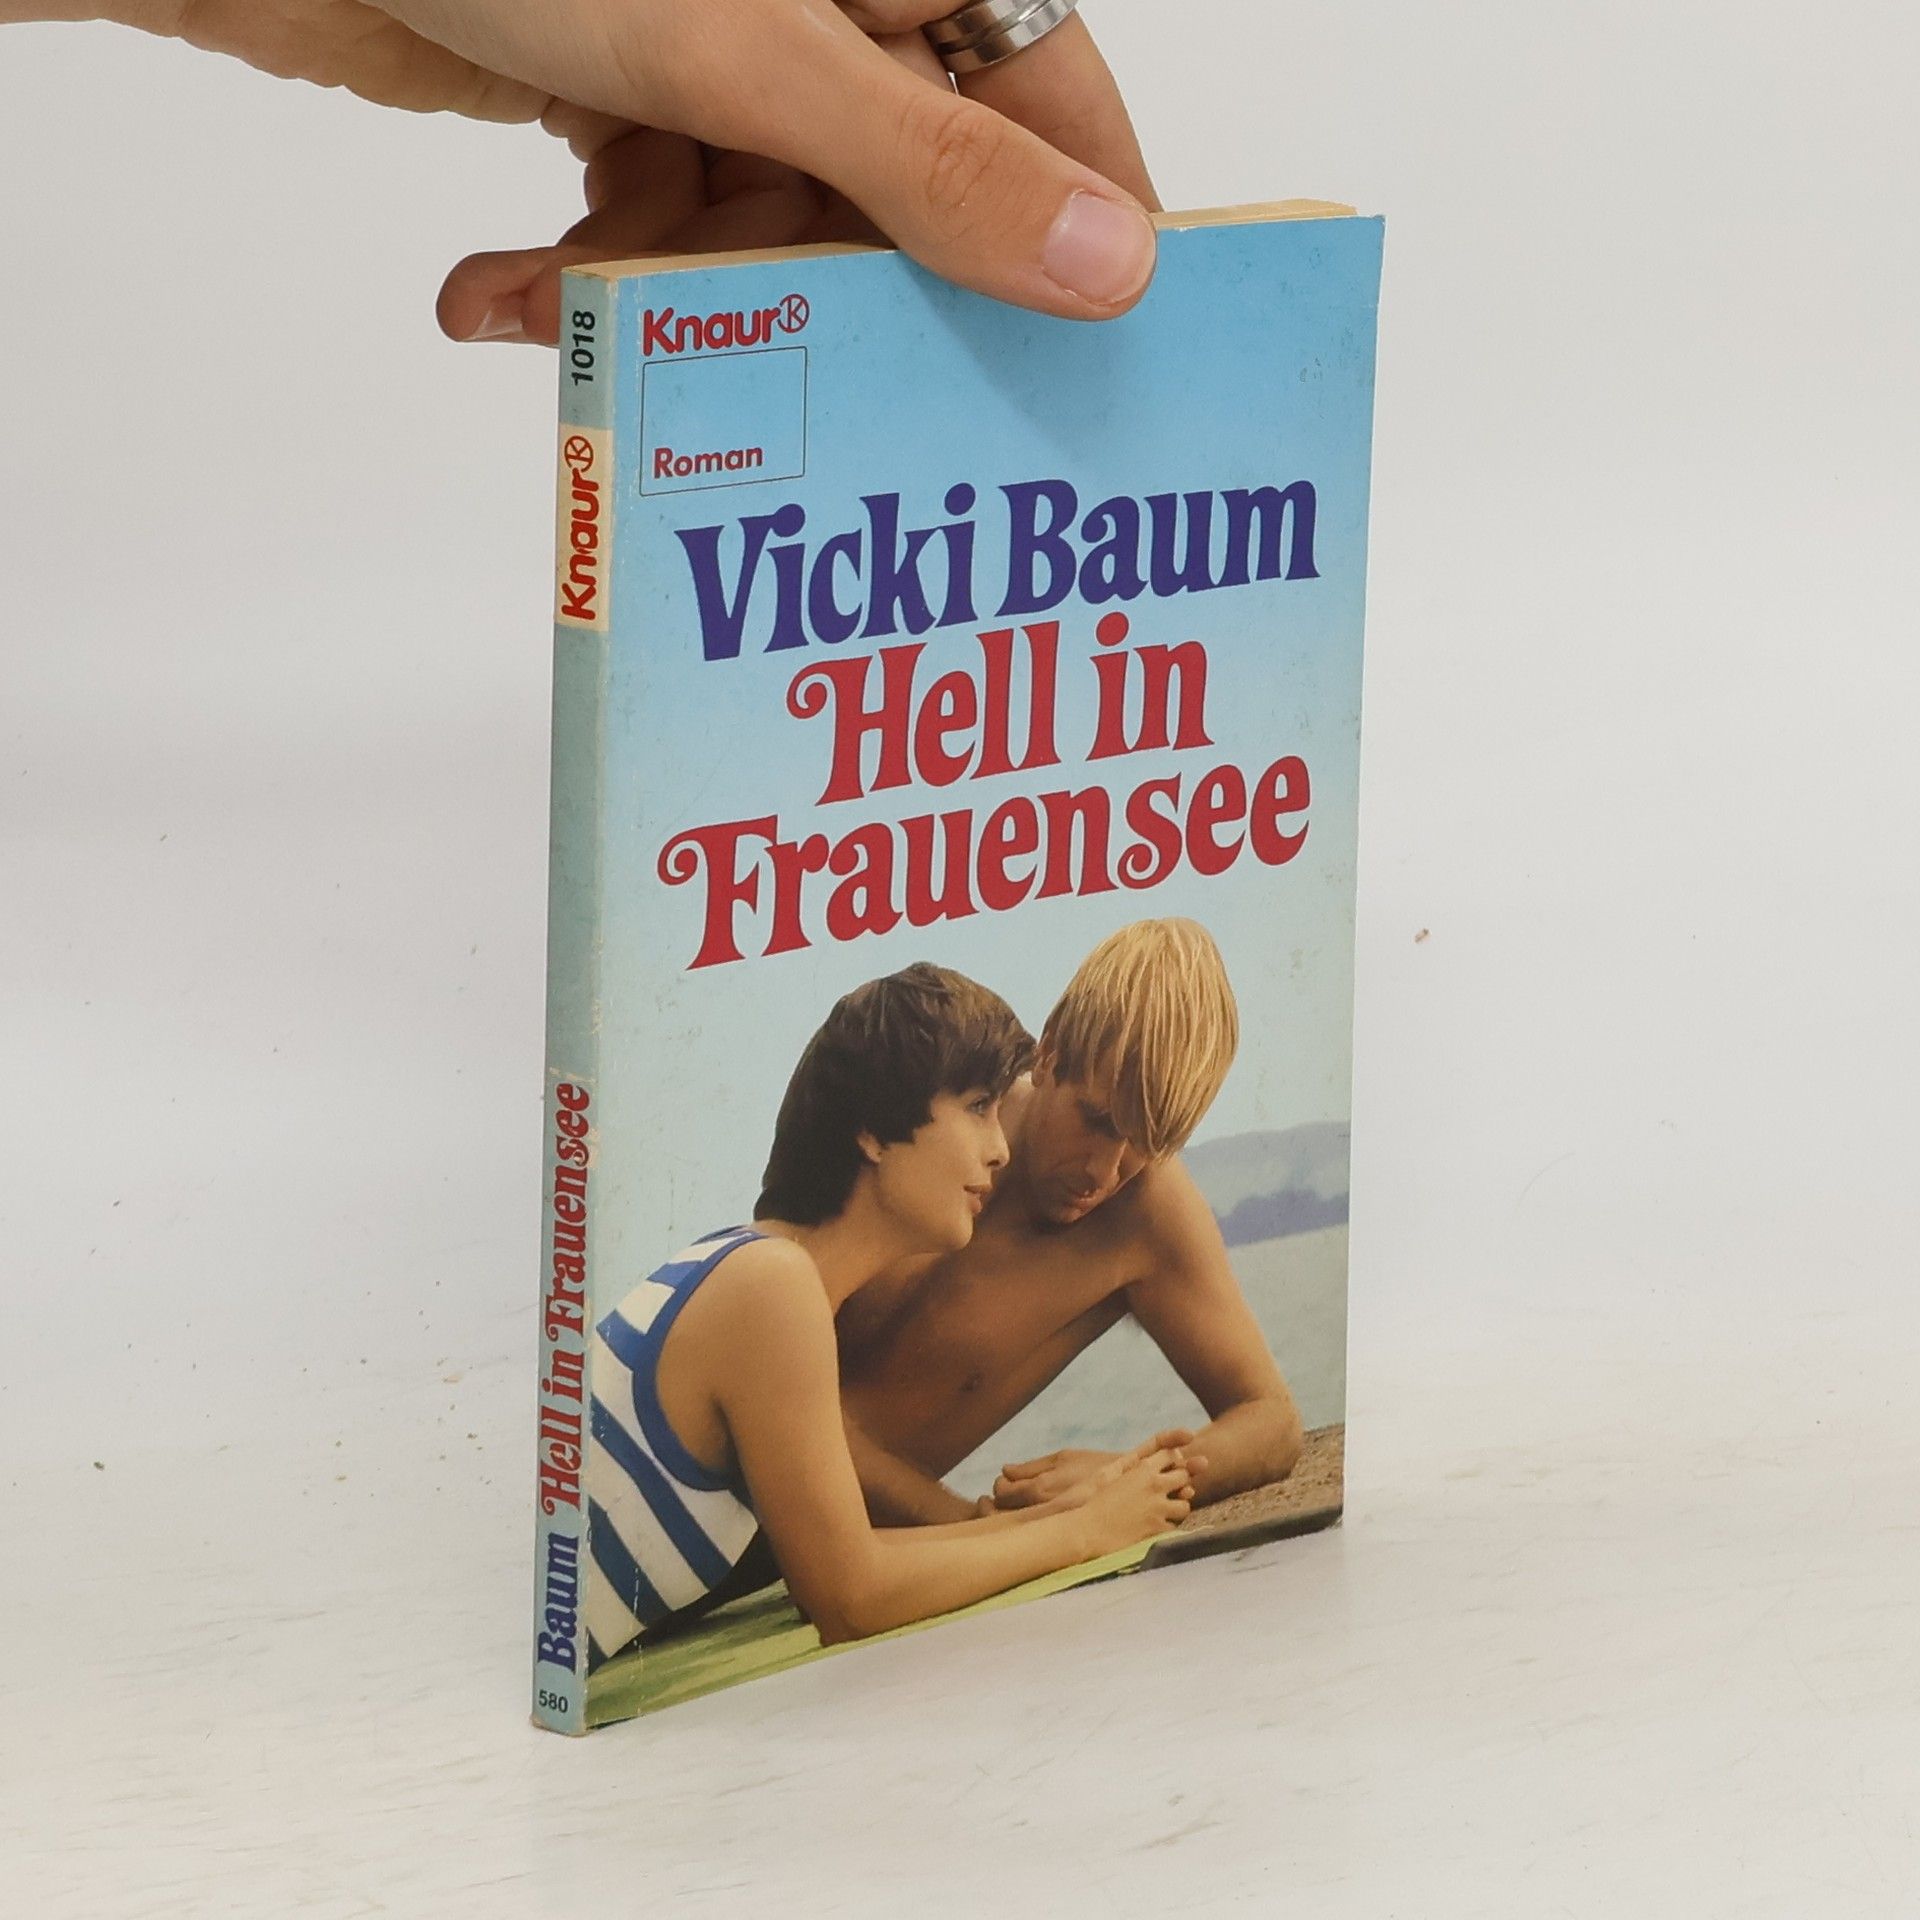 Knaur
Roman
Vicki Baum
Hell in
Frauensee
1018
Knaur
Baum Hell in Frauensee
580